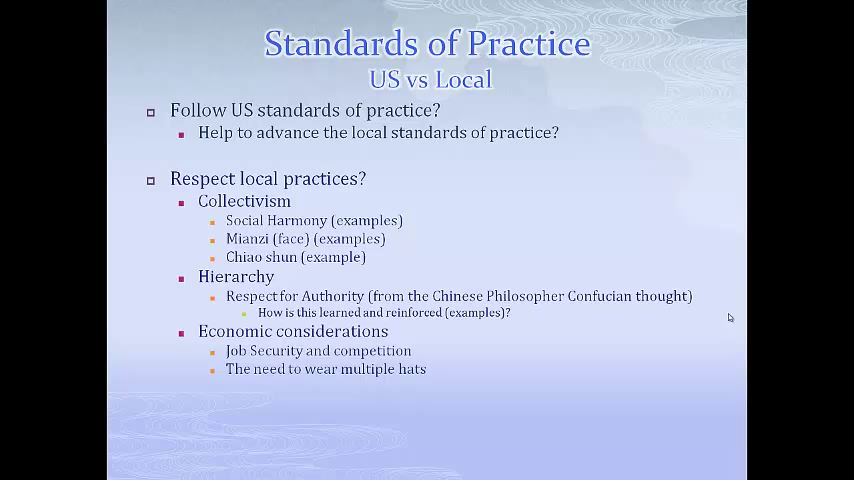 Standards of Practice
US vs Local
Follow US standards of practice?
Help to advance the local standards of practice?
Respect local practices?
Collectivism
Social Harmony (examples)
Mianzi (face) (examples)
Chiao shun (example)
Hierarchy
Respect for Authority (from the Chinese Philosopher Confucian thought)
How is this learned and reinforced (examples)?
Economic considerations
Job Security and competition
The need to wear multiple hats